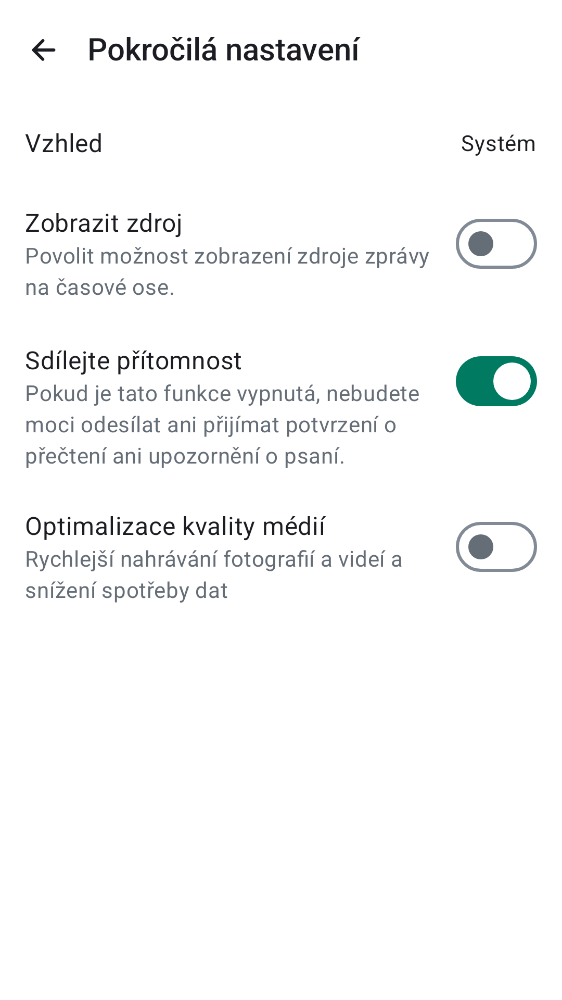 Pokročilá nastavení
Vzhled
Systém
Zobrazit zdroj
Povolit možnost zobrazení zdroje zprávy
na časové ose.
Sdílejte přítomnost
Pokud je tato funkce vypnutá, nebudete
moci odesílat ani přijímat potvrzení o
přečtení ani upozornění o psaní.
Optimalizace kvality médií
Rychlejší nahrávání fotografií a videí a
snížení spotřeby dat